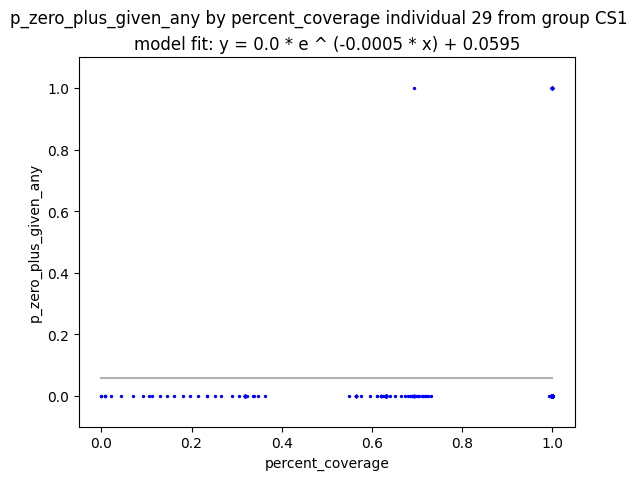 p_zero_plus_given_any by percent_coverage individual 29 from group CS1
model fit: y = 0.0 * e ^ (-0.0005 * x) + 0.0595
p_zero_plus_given_any
1.0
0.8
0.6
0.4
0.2
0.0
0.0 0.2 0.4 0.6 0.8 1.0
percent_coverage